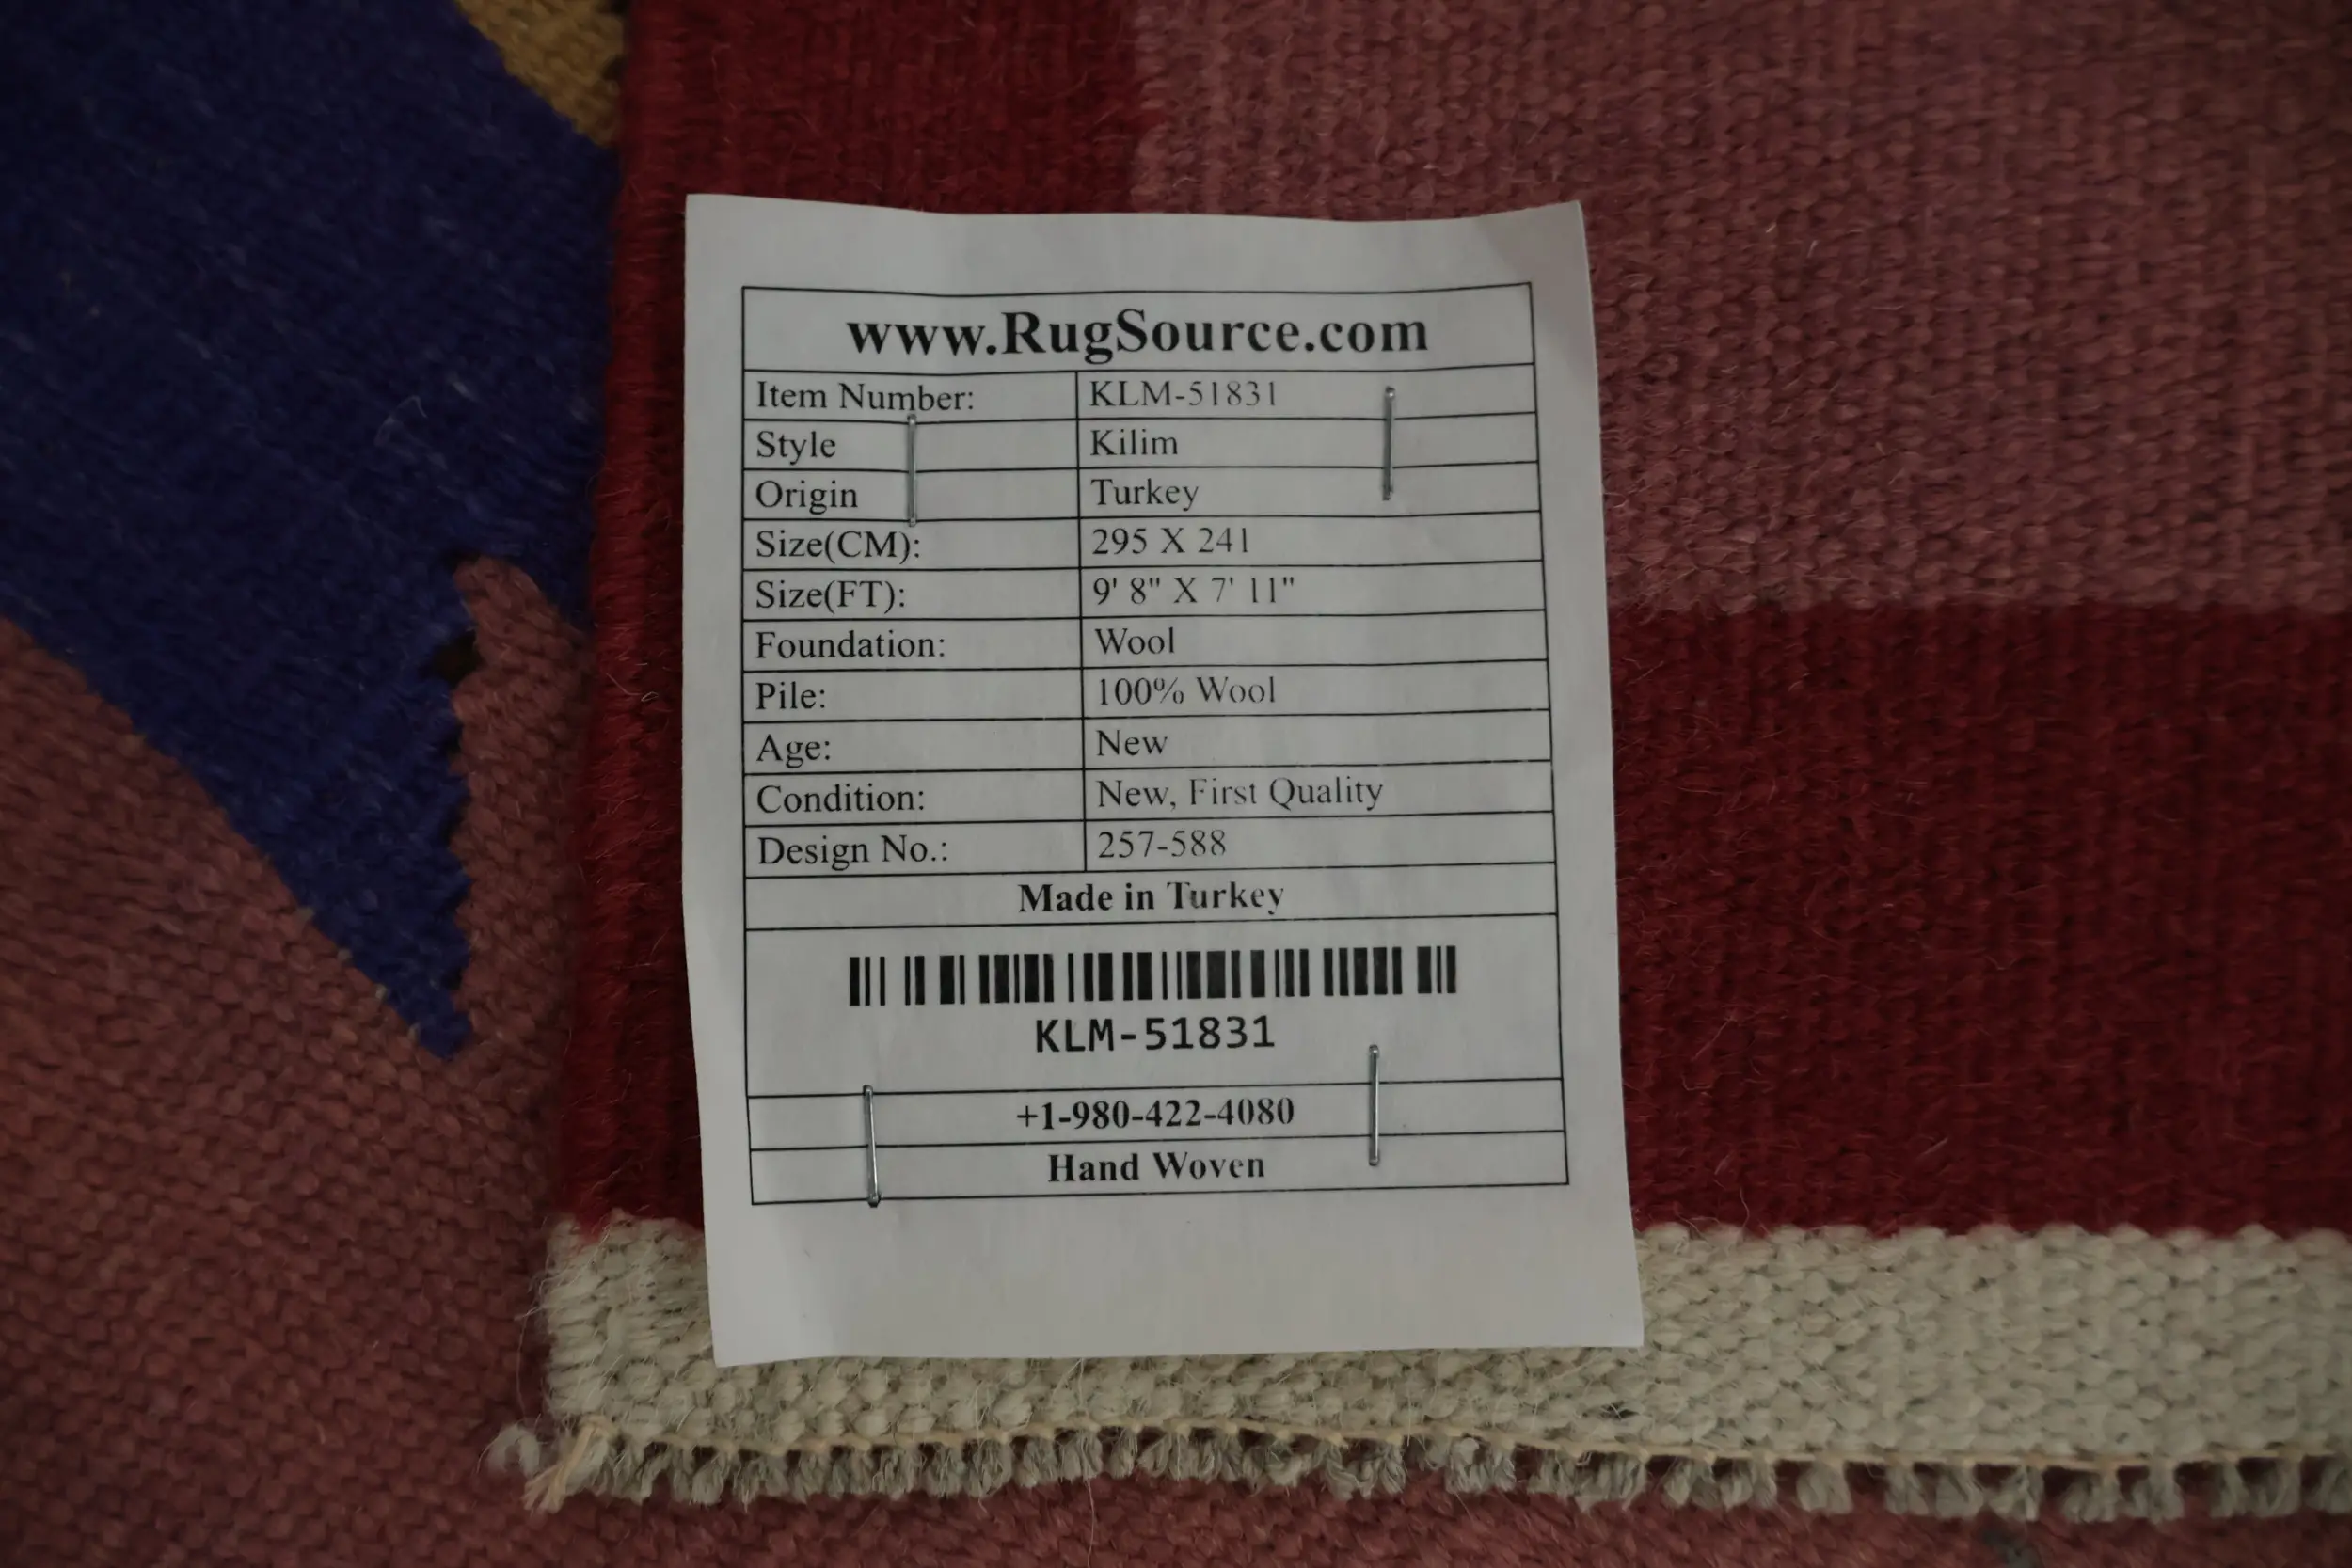 www.RugSource.com
Item Number: KLM-51831
Style Kilim
Origin Turkey
Size(CM): 295 X 241
Size(FT): 9' 8" X 7' 11"
Foundation: Wool
Pile: 100% Wool
Age: New
Condition: New, First Quality
Design No.: 257-588
Made in Turkey
KLM-51831
+1-980-422-4080
Hand Woven